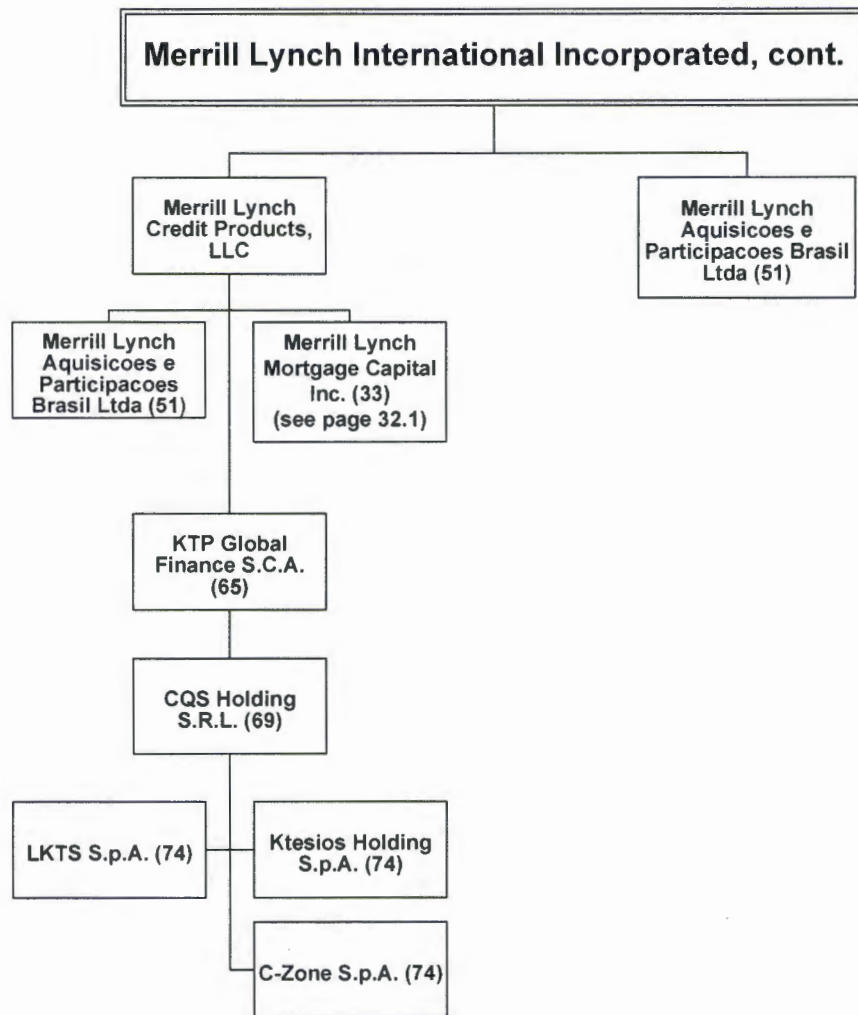 Merrill Lynch International Incorporated, cont.
Merrill Lynch
Credit Products,
LLC
Merrill Lynch
Aquisicoes e
Participacoes Brasil
Ltda (51)
Merrill Lynch
Aquisicoes e
Participacoes
Brasil Ltda (51)
Merrill Lynch
Mortgage Capital
Inc. (33)
(see page 32.1)
KTP Global
Finance S.C.A.
(65)
CQS Holding
S.R.L. (69)
LKTS S.p.A. (74)
Ktesios Holding
S.p.A. (74)
C-Zone S.p.A. (74)